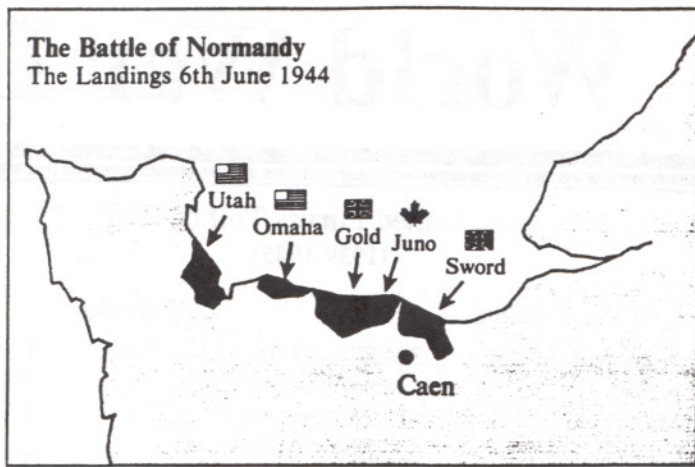 The Battle of Normandy
The Landings 6th June 1944
Utah
Omaha
Gold
Juno
Sword
Caen